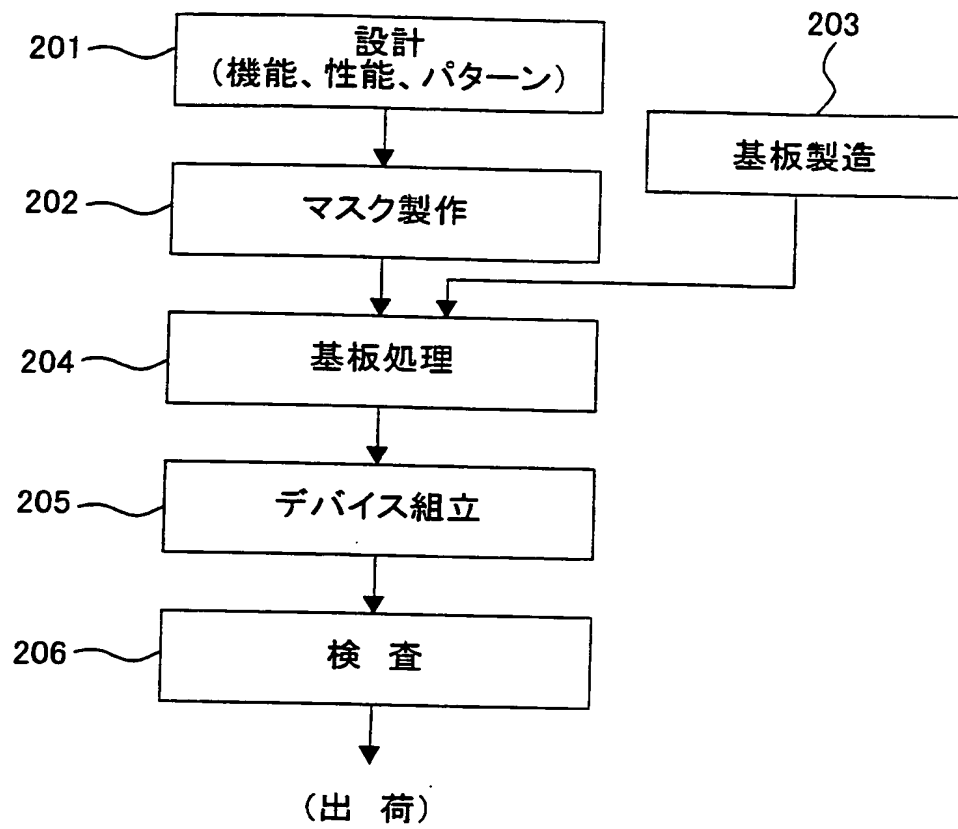 201
設計
(機能、性能、パターン)
203
基板製造
202
マスク製作
204
基板処理
205
デバイス組立
206
検 査
(出 荷)